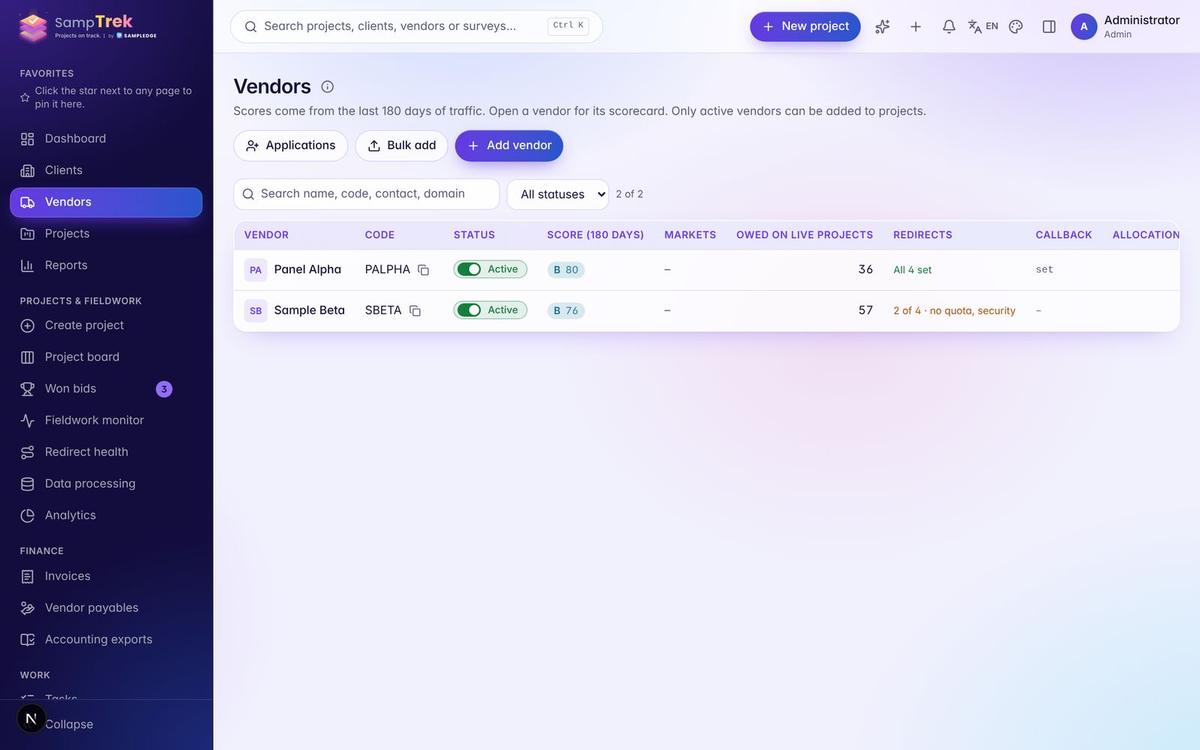 SampTrek
Projects on track. | by SAMPLEDGE
Search projects, clients, vendors or surveys...
Ctrl K
New project
EN
A
Administrator
Admin
FAVORITES
Click the star next to any page to
pin it here.
Dashboard
Clients
Vendors
Projects
Reports
PROJECTS & FIELDWORK
Create project
Project board
Won bids
3
Fieldwork monitor
Redirect health
Data processing
Analytics
FINANCE
Invoices
Vendor payables
Accounting exports
WORK
Tasks
N
Collapse
Vendors
Scores come from the last 180 days of traffic. Open a vendor for its scorecard. Only active vendors can be added to projects.
Applications
Bulk add
Add vendor
Search name, code, contact, domain
All statuses
2 of 2
VENDOR CODE STATUS SCORE (180 DAYS) MARKETS OWED ON LIVE PROJECTS REDIRECTS CALLBACK ALLOCATION
PA Panel Alpha PALPHA Active B 80 – 36 All 4 set set
SB Sample Beta SBETA Active B 76 – 57 2 of 4 · no quota, security –